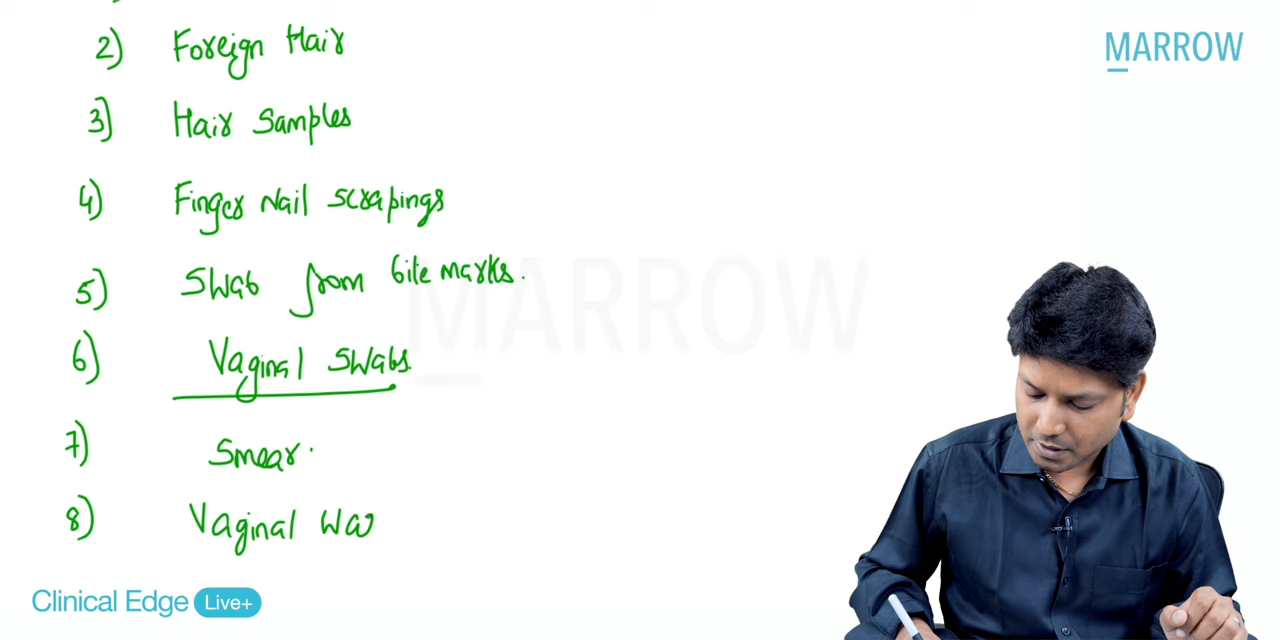 MARROW
2) Foreign Hair
3) Hair Samples
4) Finger Nail scrapings
5) Swab from bite marks.
MARROW
6) Vaginal swabs.
7) Smear.
8) Vaginal wa
Clinical Edge Live+